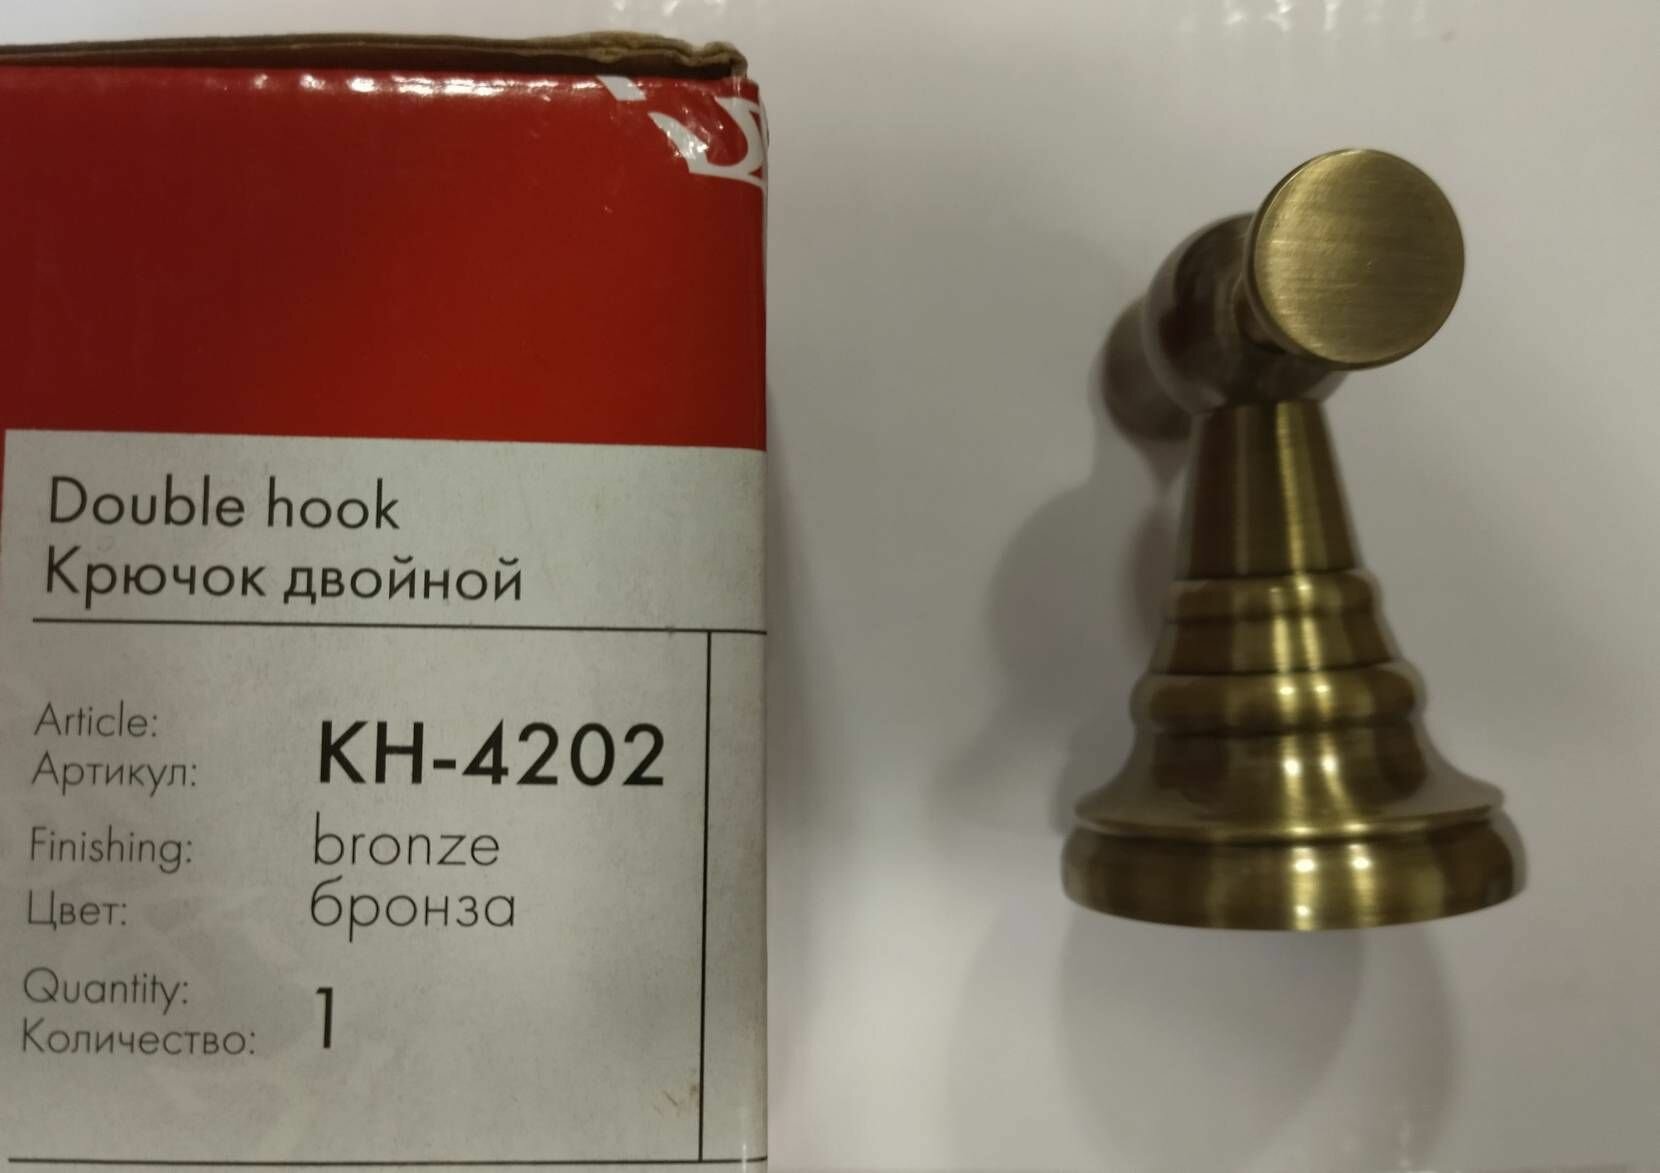 Double hook
Крючок двойной
Article:
Артикул:
KH-4202
Finishing:
Цвет:
bronze
бронза
Quantity:
Количество:
1